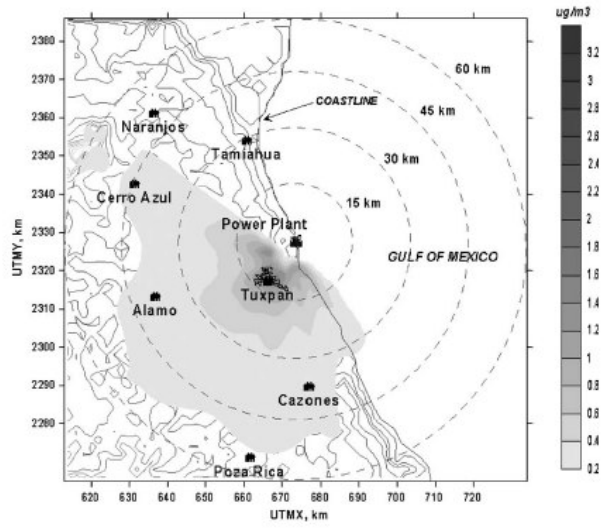 ug/m3
2380
2370
2360
2350
2340
2330
2320
2310
2300
2290
2280
UTMY, km
620 630 640 650 660 670 680 690 700 710 720
UTMX, km
60 km
45 km
30 km
15 km
COASTLINE
Naranjos
Tamiahua
Cerro Azul
Power Plant
GULF OF MEXICO
Tuxpan
Alamo
Cazones
Poza Rica
3.2
3
2.8
2.6
2.4
2.2
2
1.8
1.6
1.4
1.2
1
0.8
0.6
0.4
0.2